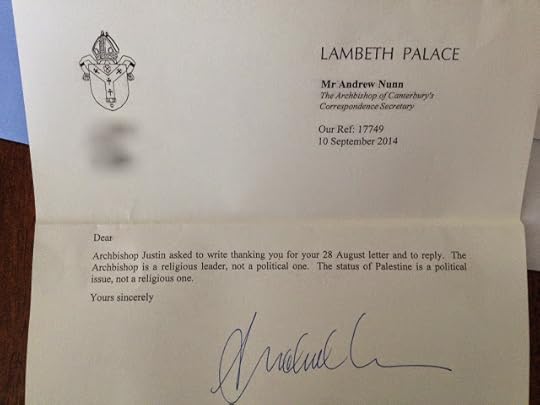 LAMBETH PALACE
Mr Andrew Nunn
The Archbishop of Canterbury's
Correspondence Secretary
Our Ref: 17749
10 September 2014
Dear
Archbishop Justin asked to write thanking you for your 28 August letter and to reply. The
Archbishop is a religious leader, not a political one. The status of Palestine is a political
issue, not a religious one.
Yours sincerely